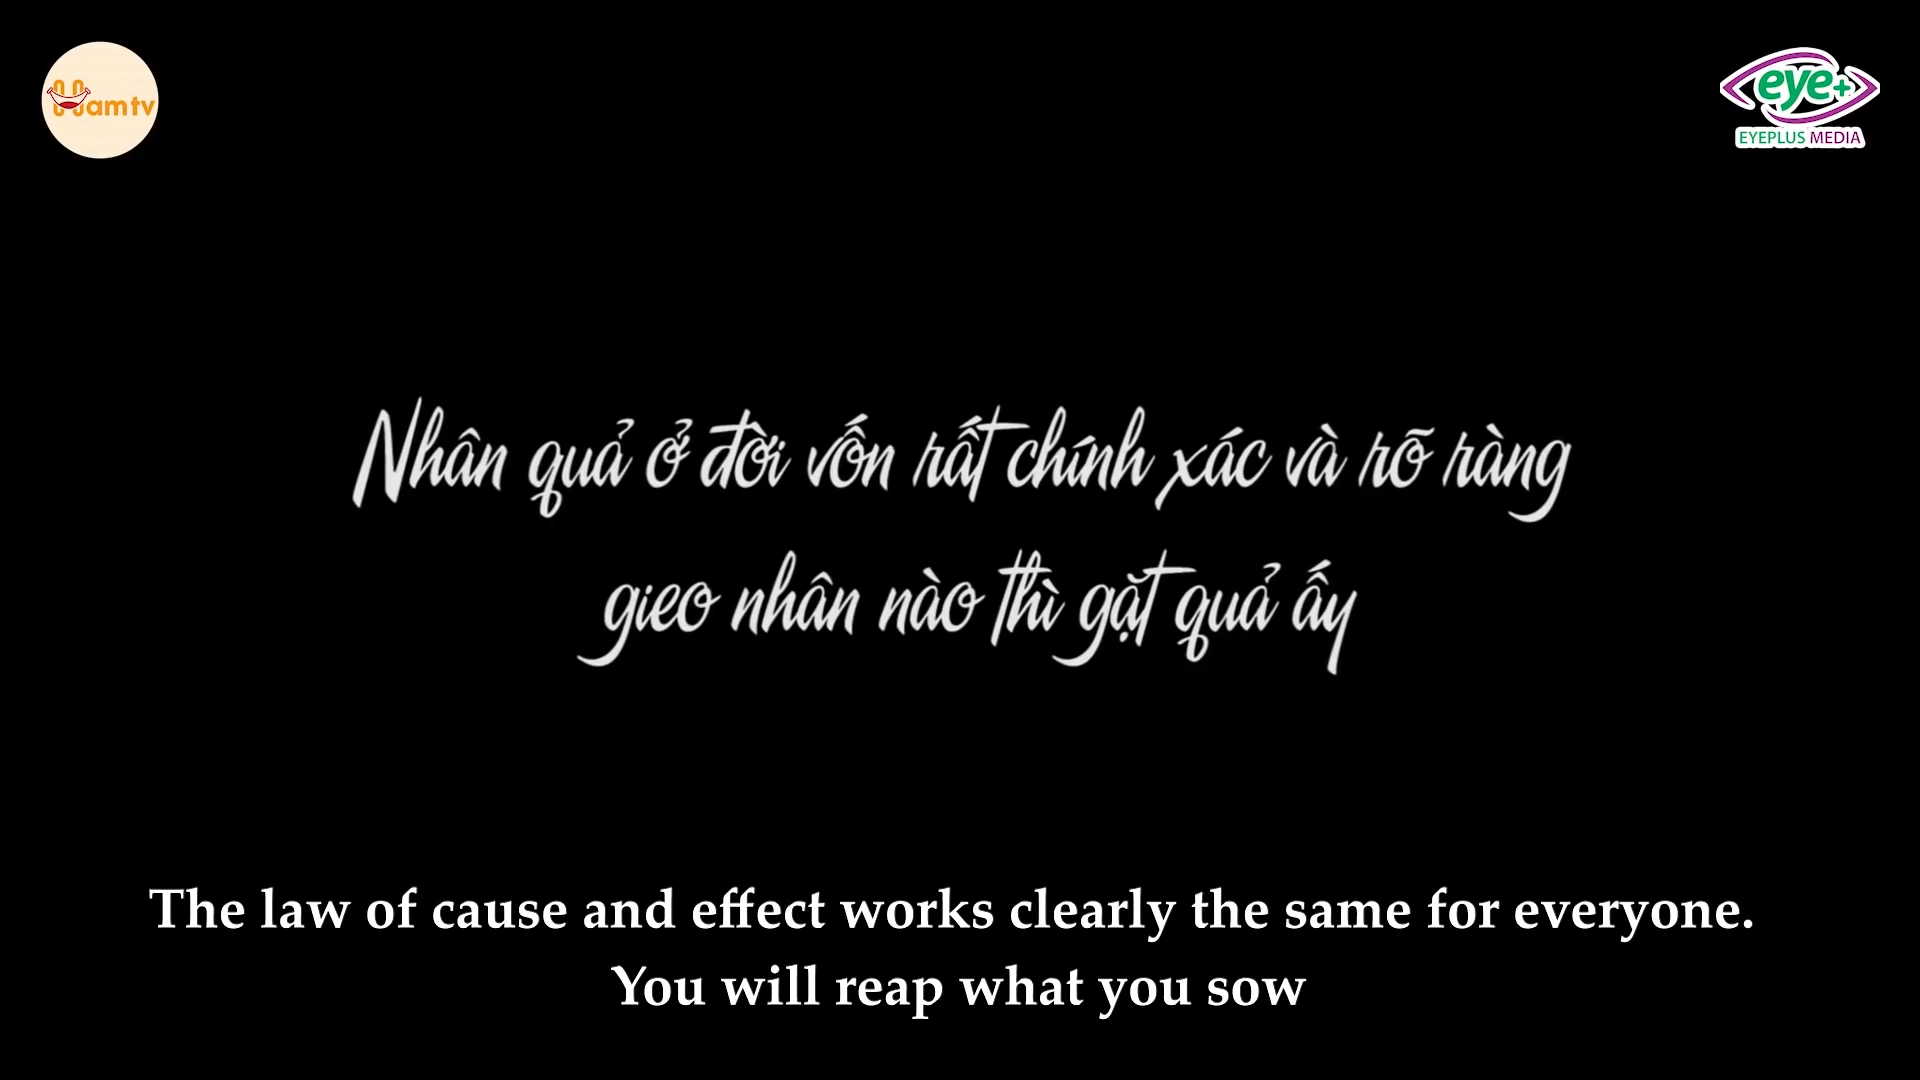 Hamtv
eye+
EYEPLUS MEDIA
Nhân quả ở đời vốn rất chính xác và rõ ràng
gieo nhân nào thì gặt quả ấy
The law of cause and effect works clearly the same for everyone.
You will reap what you sow